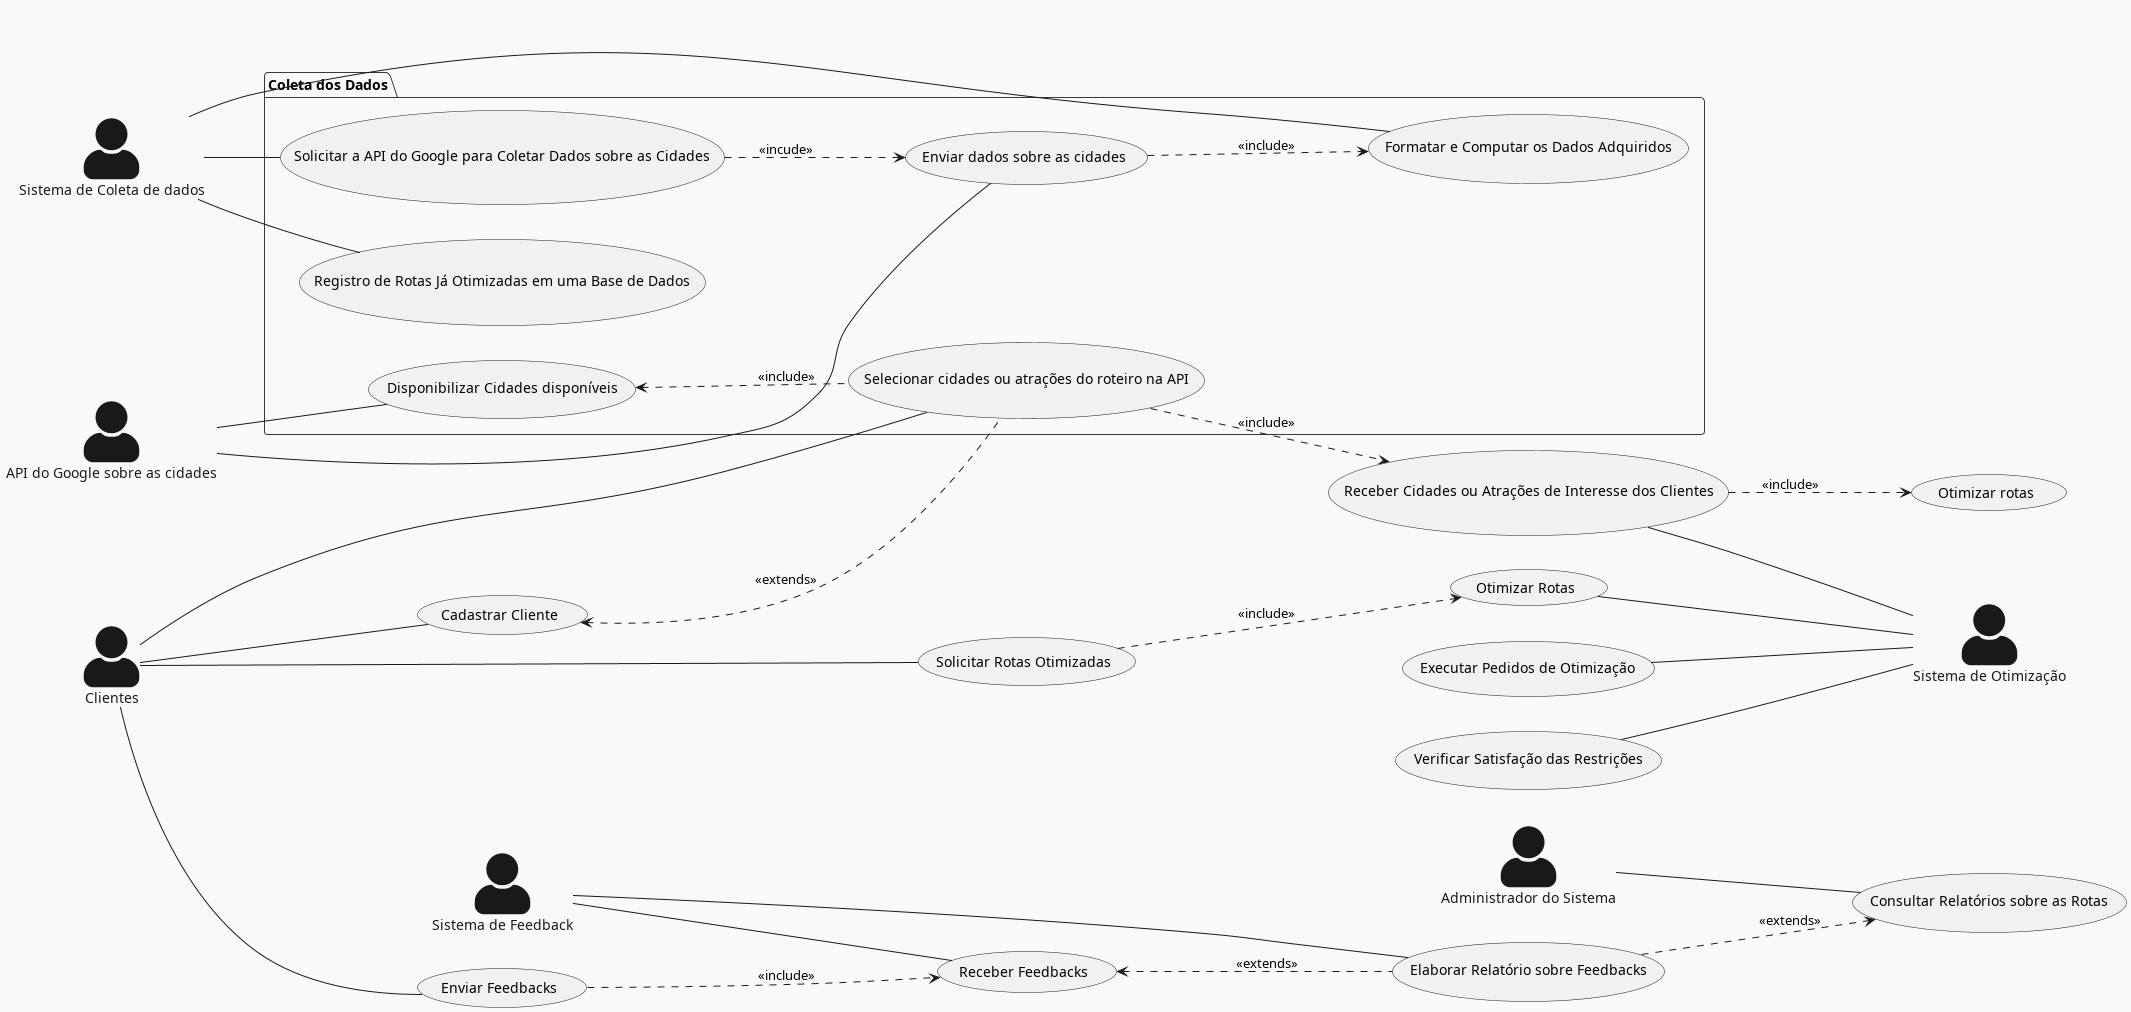 Coleta dos Dados
Solicitar a API do Google para Coletar Dados sobre as Cidades
«incude»
Enviar dados sobre as cidades
«include»
Formatar e Computar os Dados Adquiridos
Sistema de Coleta de dados
Registro de Rotas Já Otimizadas em uma Base de Dados
Disponibilizar Cidades disponíveis
«include»
Selecionar cidades ou atrações do roteiro na API
«include»
API do Google sobre as cidades
Receber Cidades ou Atrações de Interesse dos Clientes
«include»
Otimizar rotas
«extends»
Otimizar Rotas
Cadastrar Cliente
«include»
Solicitar Rotas Otimizadas
Executar Pedidos de Otimização
Sistema de Otimização
Clientes
Verificar Satisfação das Restrições
Administrador do Sistema
Consultar Relatórios sobre as Rotas
Sistema de Feedback
«extends»
Enviar Feedbacks
«include»
Receber Feedbacks
«extends»
Elaborar Relatório sobre Feedbacks